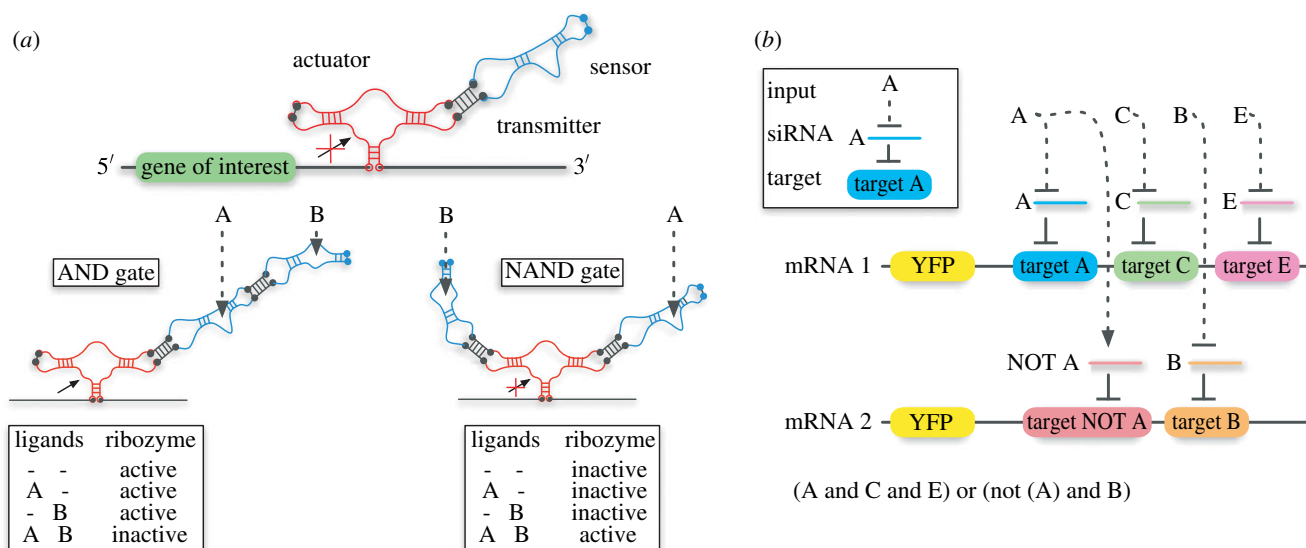 (a)
actuator
sensor
transmitter
5′ gene of interest 3′
A B
AND gate
B A
NAND gate
ligands ribozyme
- - active
A - active
- B active
A B inactive
ligands ribozyme
- - inactive
A - inactive
- B inactive
A B active
(b)
input A
siRNA A
target target A
A C B E
A C E
mRNA 1 YFP target A target C target E
NOT A B
mRNA 2 YFP target NOT A target B
(A and C and E) or (not (A) and B)